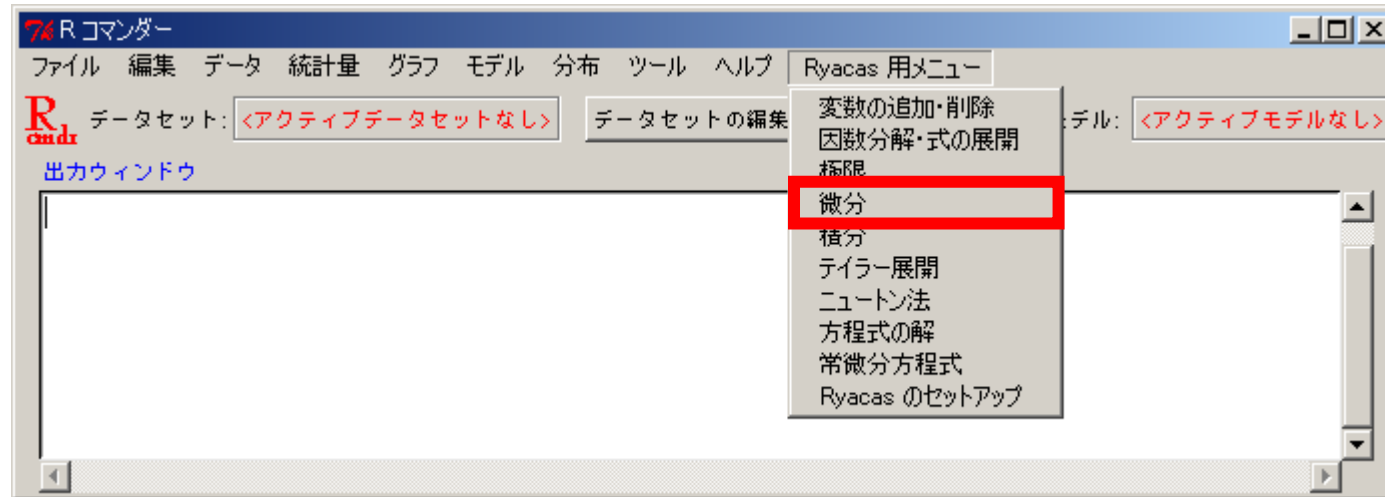 R コマンダー
ファイル 編集 データ 統計量 グラフ モデル 分布 ツール ヘルプ Ryacas 用メニュー
R cmdr データセット: <アクティブデータセットなし> データセットの編集 デル: <アクティブモデルなし>
出力ウィンドウ
変数の追加・削除
因数分解・式の展開
極限
微分
積分
テイラー展開
ニュートン法
方程式の解
常微分方程式
Ryacas のセットアップ